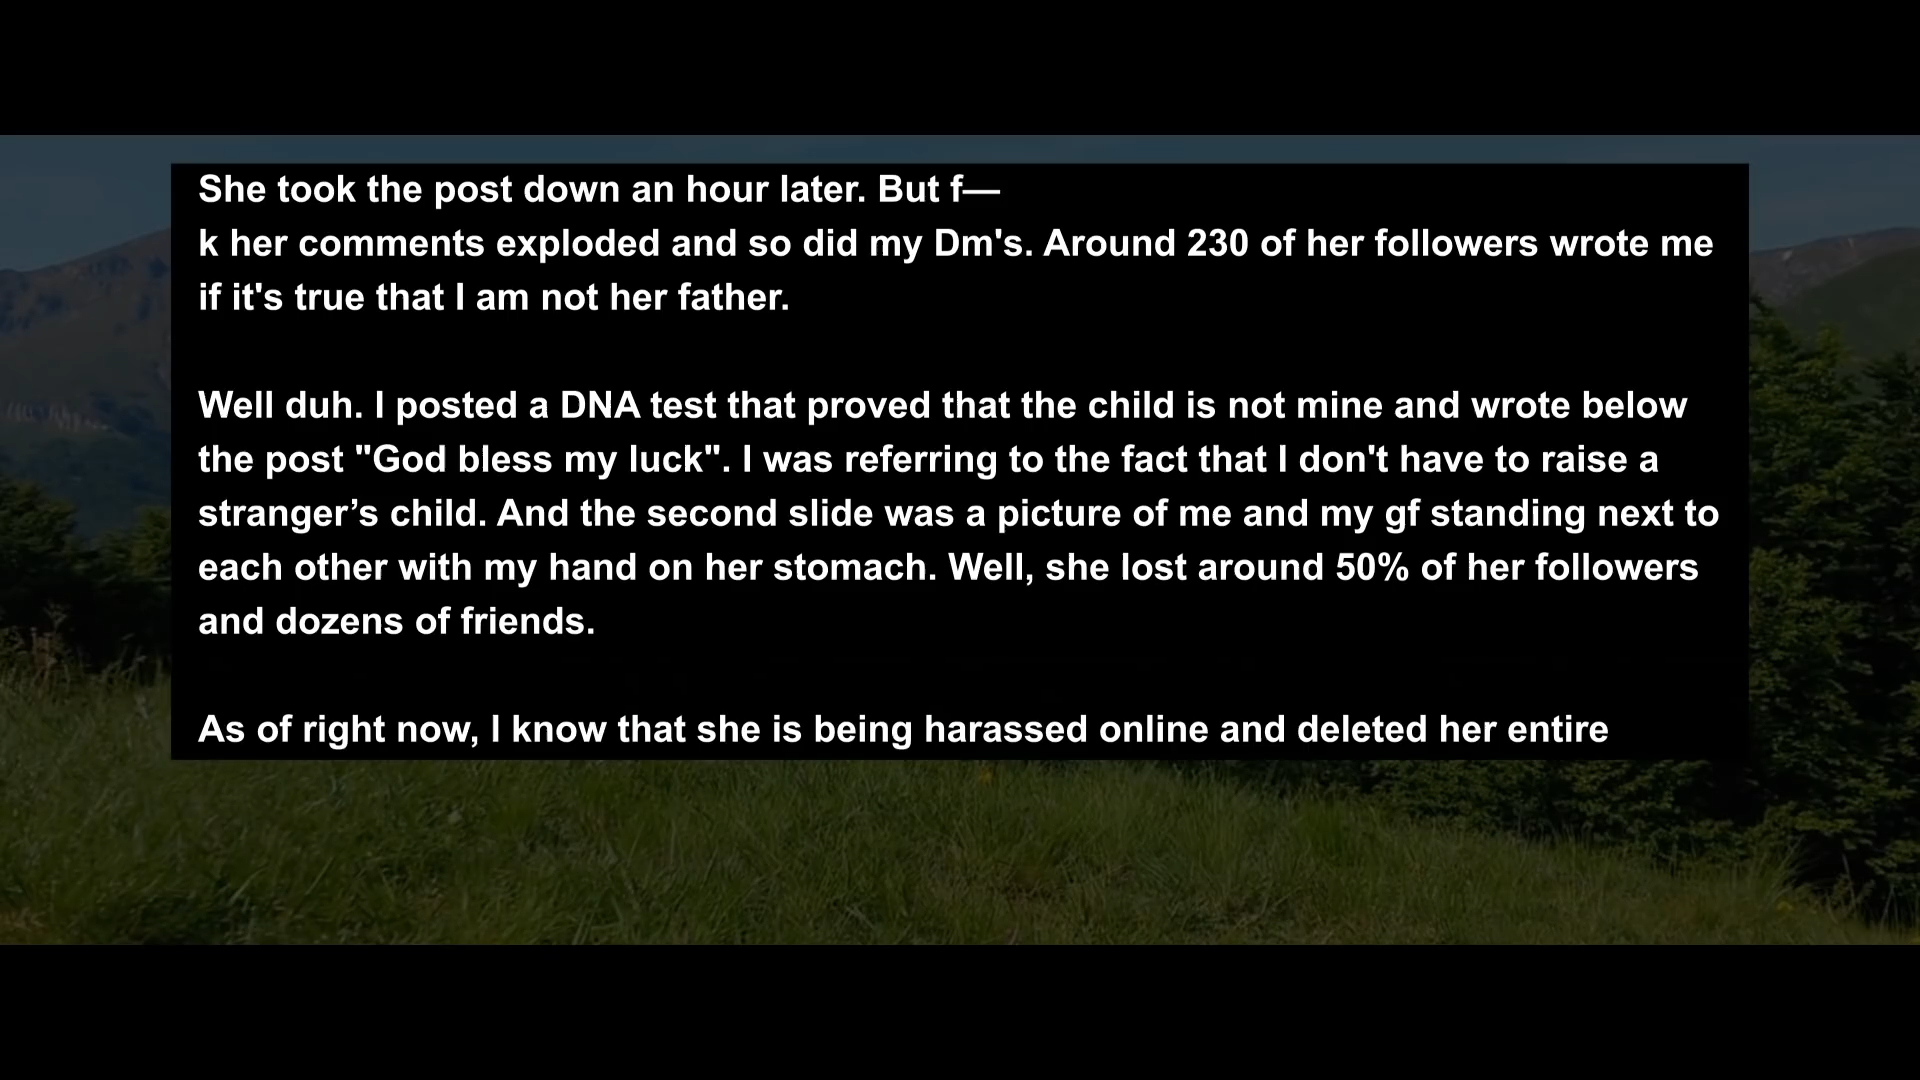 She took the post down an hour later. But f—
k her comments exploded and so did my Dm's. Around 230 of her followers wrote me
if it's true that I am not her father.
Well duh. I posted a DNA test that proved that the child is not mine and wrote below
the post "God bless my luck". I was referring to the fact that I don't have to raise a
stranger’s child. And the second slide was a picture of me and my gf standing next to
each other with my hand on her stomach. Well, she lost around 50% of her followers
and dozens of friends.
As of right now, I know that she is being harassed online and deleted her entire